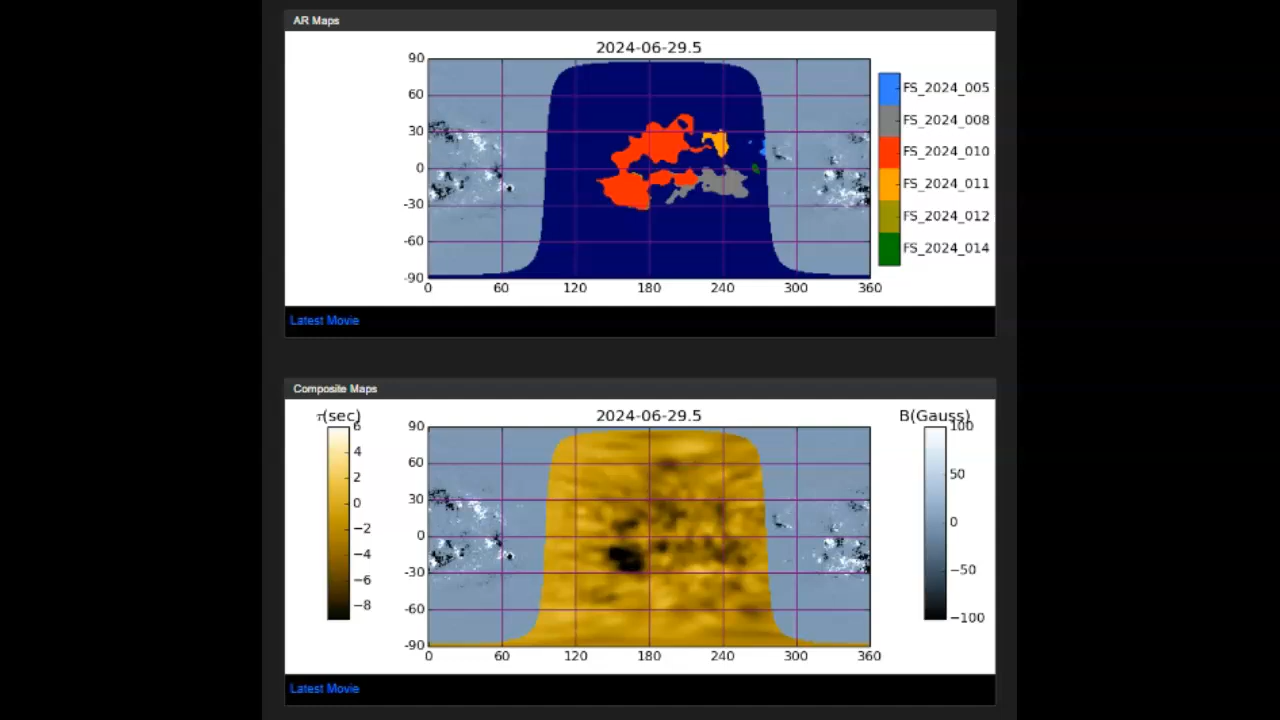 AR Maps
2024-06-29.5
90
60
30
0
-30
-60
-90
0 60 120 180 240 300 360
FS_2024_005
FS_2024_008
FS_2024_010
FS_2024_011
FS_2024_012
FS_2024_014
Latest Movie
Composite Maps
τ(sec)
6
4
2
0
−2
−4
−6
−8
2024-06-29.5
90
60
30
0
-30
-60
-90
0 60 120 180 240 300 360
B(Gauss)
100
50
0
−50
−100
Latest Movie